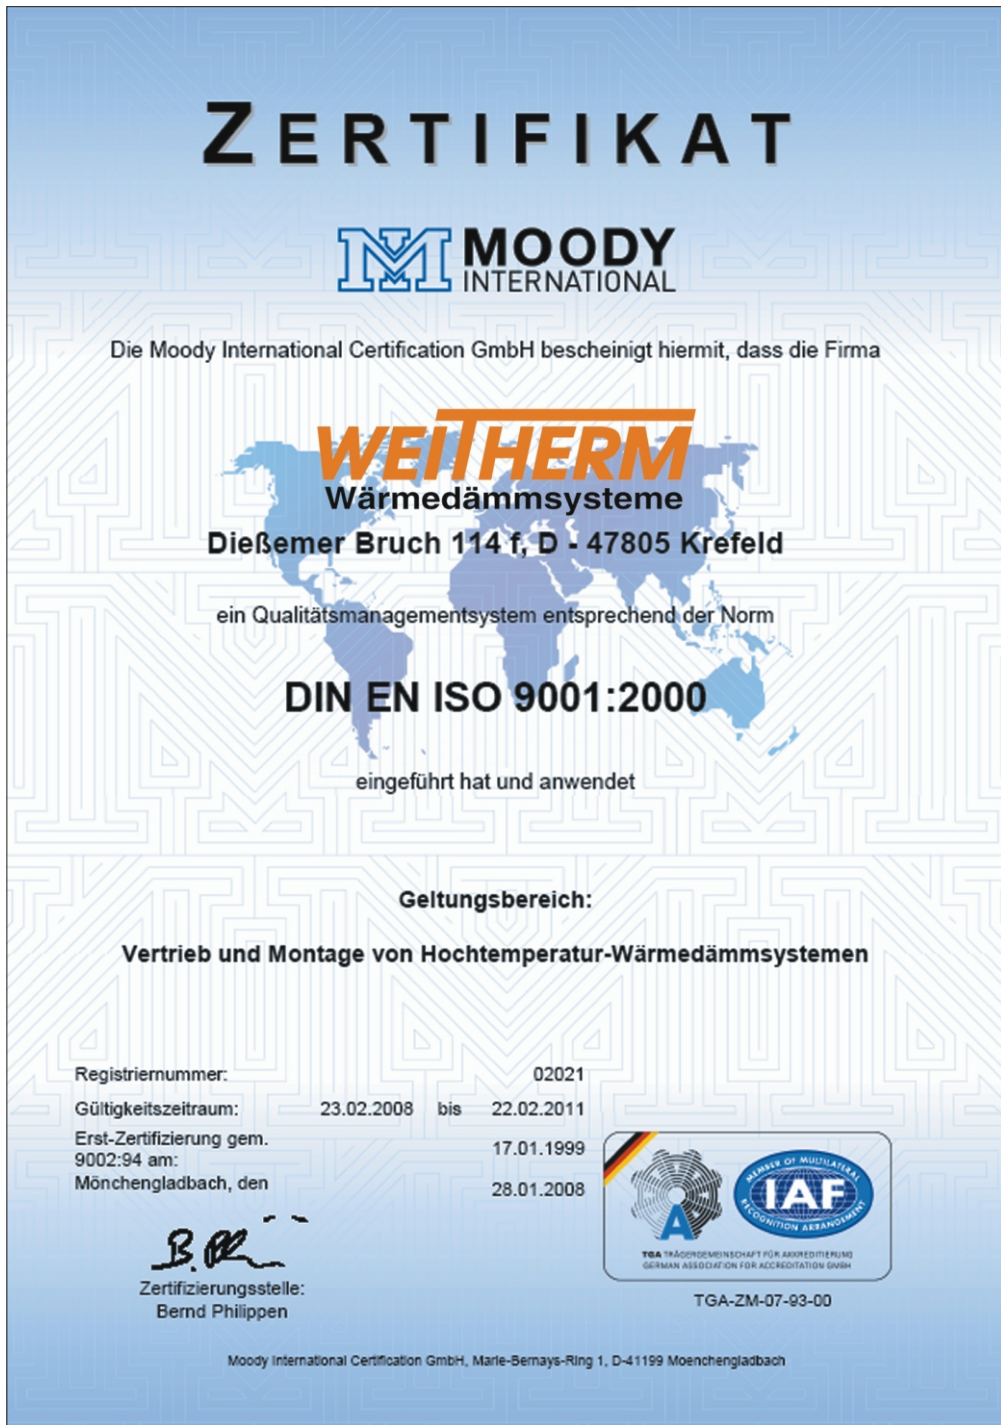 ZERTIFIKAT
MOODY
INTERNATIONAL
Die Moody International Certification GmbH bescheinigt hiermit, dass die Firma
WEITHERM
Wärmedämmsysteme
Dießemer Bruch 114 f, D - 47805 Krefeld
ein Qualitätsmanagementsystem entsprechend der Norm
DIN EN ISO 9001:2000
eingeführt hat und anwendet
Geltungsbereich:
Vertrieb und Montage von Hochtemperatur-Wärmedämmsystemen
Registriernummer: 02021
Gültigkeitszeitraum: 23.02.2008 bis 22.02.2011
Erst-Zertifizierung gem.
9002:94 am: 17.01.1999
Mönchengladbach, den 28.01.2008
MEMBER OF MULTILATERAL
IAF
RECOGNITION ARRANGEMENT
A
TGA TRÄGERGEMEINSCHAFT FÜR AKKREDITIERUNG
GERMAN ASSOCIATION FOR ACCREDITATION GMBH
TGA-ZM-07-93-00
Zertifizierungsstelle:
Bernd Philippen
Moody International Certification GmbH, Marie-Bernays-Ring 1, D-41199 Moenchengladbach